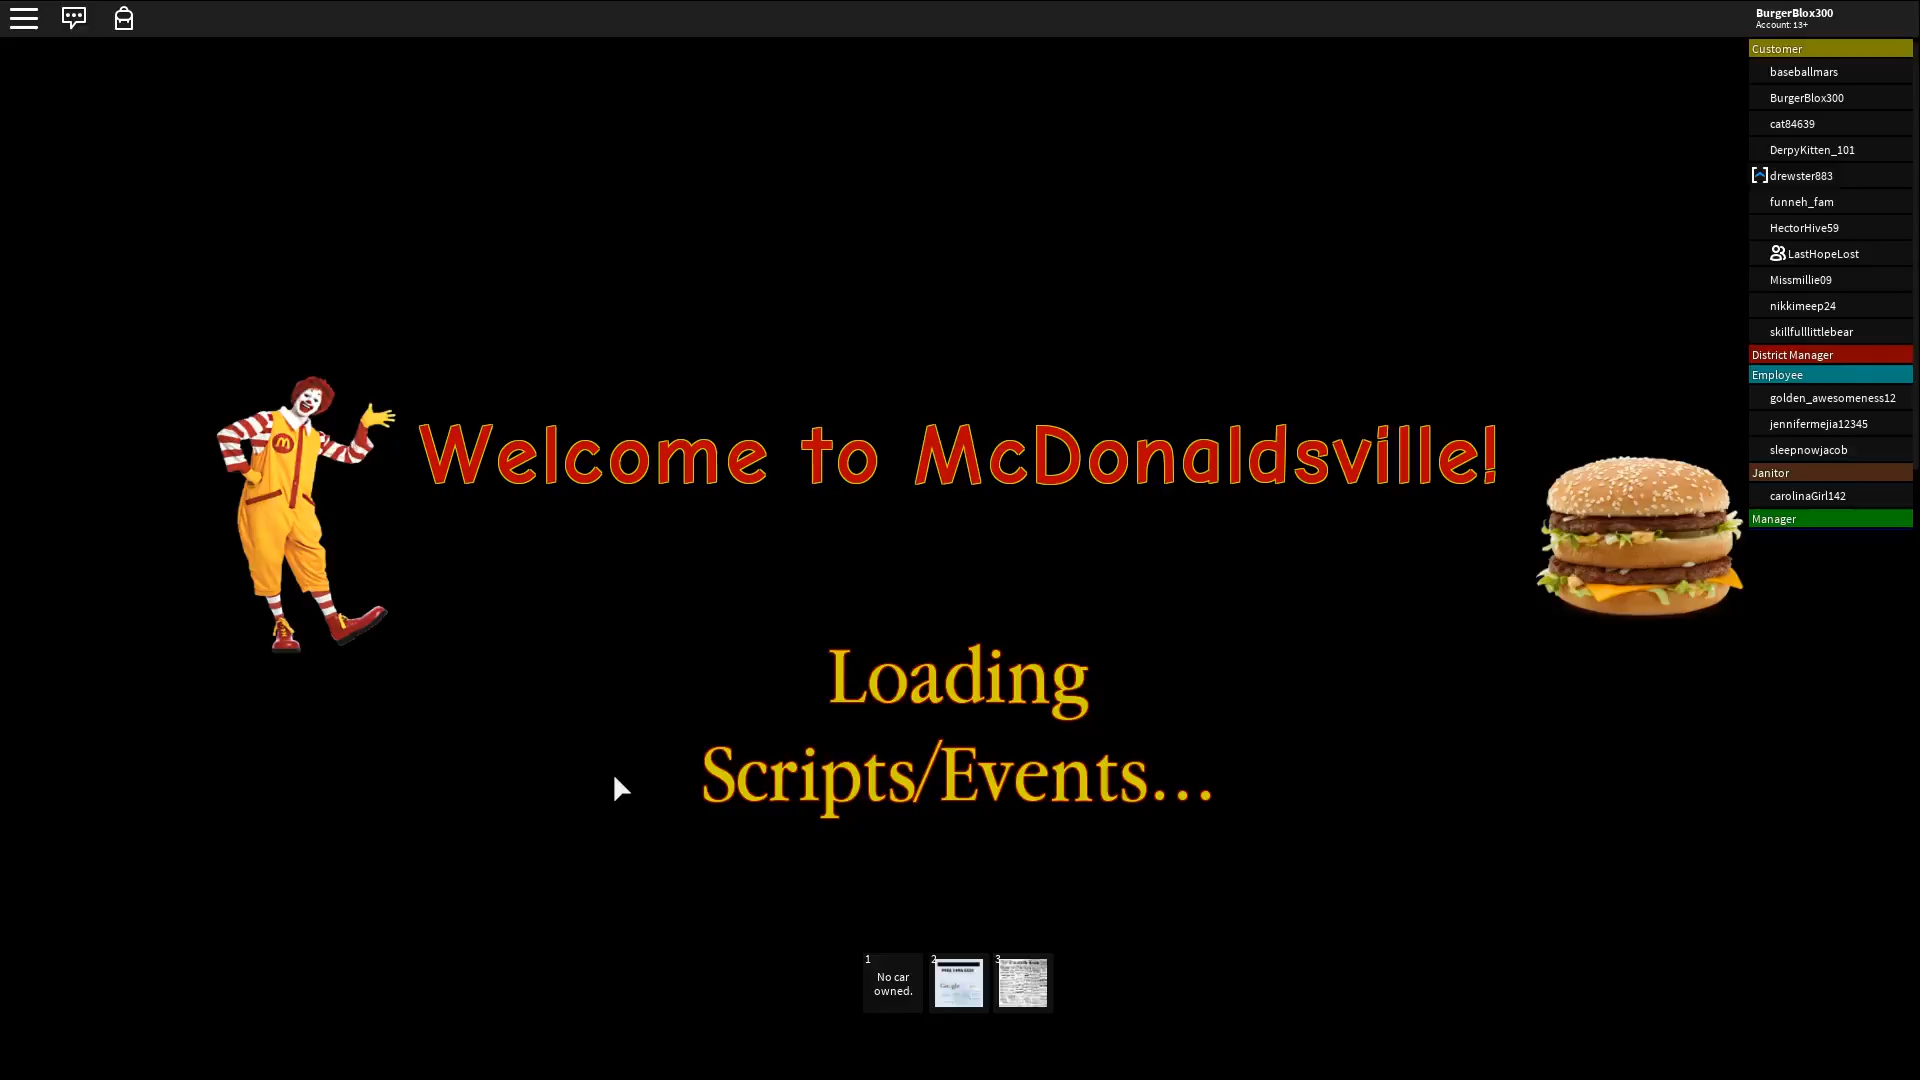 BurgerBlox300
Account: 13+
Customer
baseballmars
BurgerBlox300
cat84639
DerpyKitten_101
drewster883
funneh_fam
HectorHive59
LastHopeLost
Missmillie09
nikkimeep24
skillfulllittlebear
District Manager
Employee
golden_awesomeness12
jennifermejia12345
sleepnowjacob
Janitor
carolinaGirl142
Manager
Welcome to McDonaldsville!
Loading
Scripts/Events...
1
No car
owned.
2
Google
3